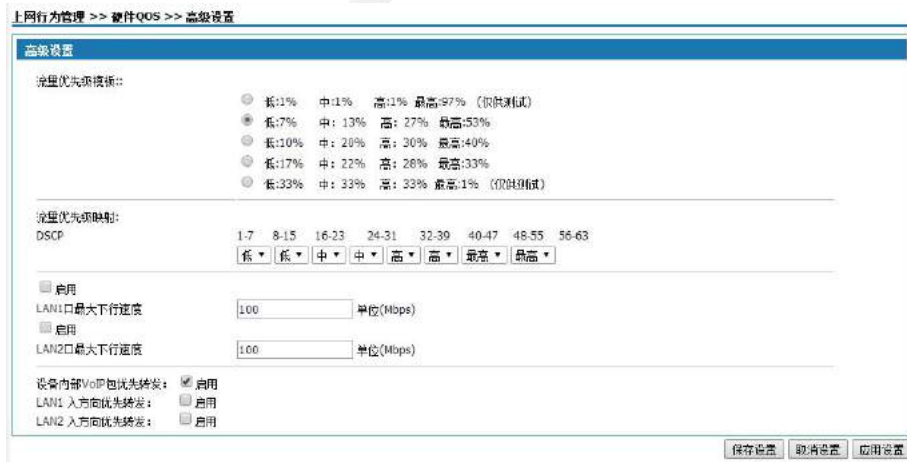 上网行为管理 >> 硬件QOS >> 高级设置
高级设置
流量优先级模板::
低:1% 中:1% 高:1% 最高:97% (仅供测试)
低:7% 中: 13% 高: 27% 最高:53%
低:10% 中: 20% 高: 30% 最高:40%
低:17% 中: 22% 高: 28% 最高:33%
低:33% 中: 33% 高: 33% 最高:1% (仅供测试)
流量优先级映射:
DSCP 1-7 8-15 16-23 24-31 32-39 40-47 48-55 56-63
低 低 中 中 高 高 最高 最高
启用
LAN1口最大下行速度 100 单位(Mbps)
启用
LAN2口最大下行速度 100 单位(Mbps)
设备内部VoIP包优先转发: 启用
LAN1 入方向优先转发: 启用
LAN2 入方向优先转发: 启用
保存设置 取消设置 应用设置